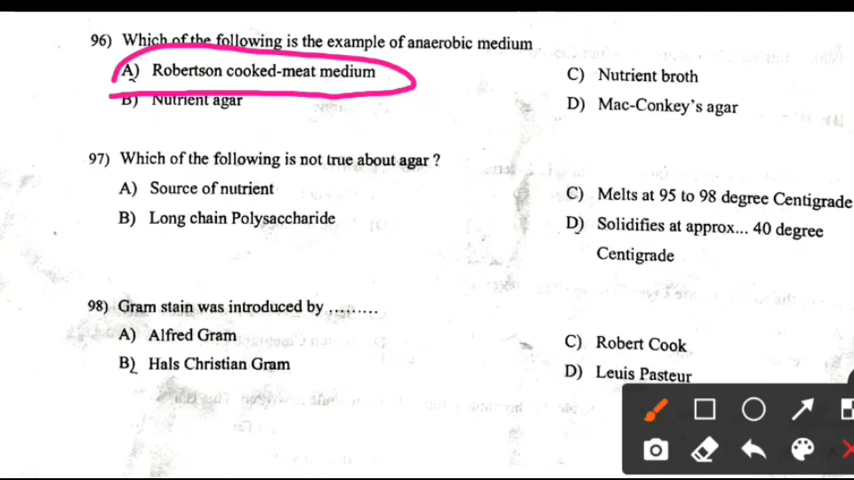 96) Which of the following is the example of anaerobic medium
A) Robertson cooked-meat medium
C) Nutrient broth
B) Nutrient agar
D) Mac-Conkey's agar
97) Which of the following is not true about agar ?
A) Source of nutrient
C) Melts at 95 to 98 degree Centigrade
B) Long chain Polysaccharide
D) Solidifies at approx... 40 degree
Centigrade
98) Gram stain was introduced by .........
A) Alfred Gram
C) Robert Cook
B) Hals Christian Gram
D) Leuis Pasteur